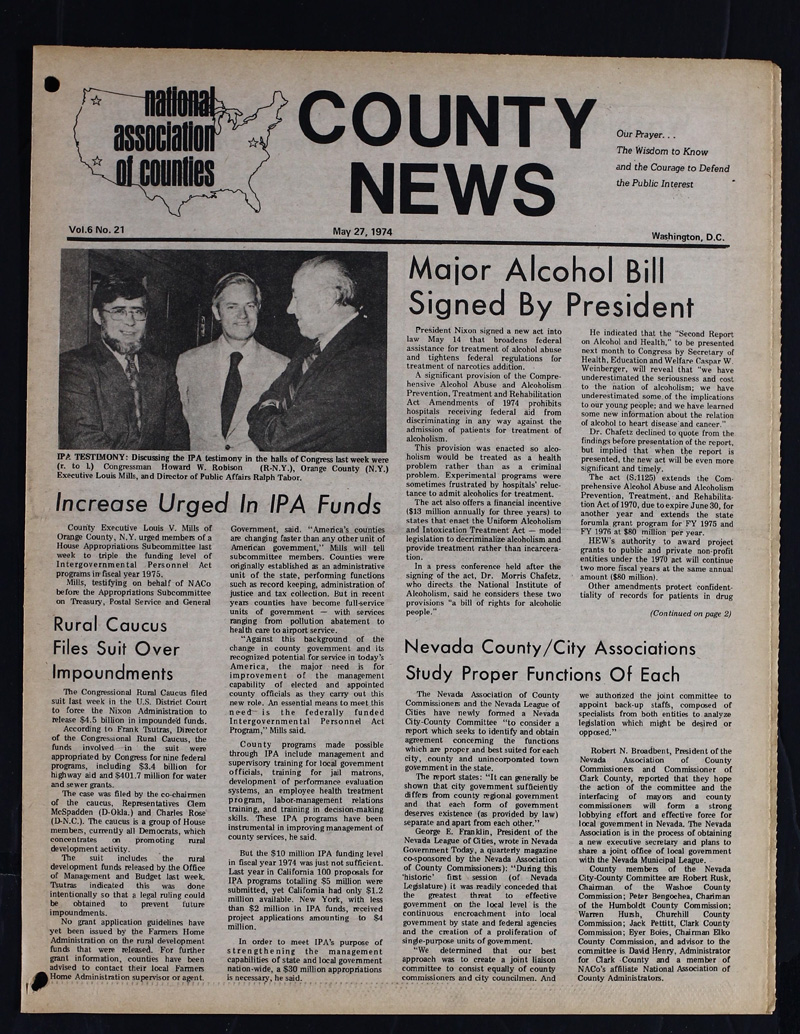 national
association
of counties
COUNTY
NEWS
Our Prayer. . .
The Wisdom to Know
and the Courage to Defend
the Public Interest
Vol.6 No. 21
May 27, 1974
Washington, D.C.
IPA TESTIMONY: Discussing the IPA testimony in the halls of Congress last week were
(r. to l.) Congressman Howard W. Robison (R-N.Y.), Orange County (N.Y.)
Executive Louis Mills, and Director of Public Affairs Ralph Tabor.
Increase Urged In IPA Funds
County Executive Louis V. Mills of
Orange County, N.Y. urged members of a
House Appropriations Subcommittee last
week to triple the funding level of
Intergovernmental Personnel Act
programs in fiscal year 1975.
Mills, testifying on behalf of NACo
before the Appropriations Subcommittee
on Treasury, Postal Service and General
Government, said. "America's counties
are changing faster than any other unit of
American government," Mills will tell
subcommittee members. Counties were
originally established as an administrative
unit of the state, performing functions
such as record keeping, administration of
justice and tax collection. But in recent
years counties have become full-service
units of government — with services
ranging from pollution abatement to
health care to airport service.
"Against this background of the
change in county government and its
recognized potential for service in today's
America, the major need is for
improvement of the management
capability of elected and appointed
county officials as they carry out this
new role. An essential means to meet this
need is the federally funded
Intergovernmental Personnel Act
Program," Mills said.
County programs made possible
through IPA include management and
supervisory training for local government
officials, training for jail matrons,
development of performance evaluation
systems, an employee health treatment
program, labor-management relations
training, and training in decision-making
skills. These IPA programs have been
instrumental in improving management of
county services, he said.
But the $10 million IPA funding level
in fiscal year 1974 was just not sufficient.
Last year in California 100 proposals for
IPA programs totalling $5 million were
submitted, yet California had only $1.2
million available. New York, with less
than $2 million in IPA funds, received
project applications amounting to $4
million.
In order to meet IPA's purpose of
strengthening the management
capabilities of state and local government
nation-wide, a $30 million appropriations
is necessary, he said.
Rural Caucus
Files Suit Over
Impoundments
The Congressional Rural Caucus filed
suit last week in the U.S. District Court
to force the Nixon Administration to
release $4.5 billion in impounded funds.
According to Frank Tsutras, Director
of the Congressional Rural Caucus, the
funds involved in the suit were
appropriated by Congress for nine federal
programs, including $3.4 billion for
highway aid and $401.7 million for water
and sewer grants.
The case was filed by the co-chairmen
of the caucus, Representatives Clem
McSpadden (D-Okla.) and Charles Rose
(D-N.C.). The caucus is a group of House
members, currently all Democrats, which
concentrates on promoting rural
development activity.
The suit includes the rural
development funds released by the Office
of Management and Budget last week.
Tsutras indicated this was done
intentionally so that a legal ruling could
be obtained to prevent future
impoundments.
No grant application guidelines have
yet been issued by the Farmers Home
Administration on the rural development
funds that were released. For further
grant information, counties have been
advised to contact their local Farmers
Home Administration supervisor or agent.
Major Alcohol Bill
Signed By President
President Nixon signed a new act into
law May 14 that broadens federal
assistance for treatment of alcohol abuse
and tightens federal regulations for
treatment of narcotics addition.
A significant provision of the Compre-
hensive Alcohol Abuse and Alcoholism
Prevention, Treatment and Rehabilitation
Act Amendments of 1974 prohibits
hospitals receiving federal aid from
discriminating in any way against the
admission of patients for treatment of
alcoholism.
This provision was enacted so alco-
holism would be treated as a health
problem rather than as a criminal
problem. Experimental programs were
sometimes frustrated by hospitals' reluc-
tance to admit alcoholics for treatment.
The act also offers a financial incentive
($13 million annually for three years) to
states that enact the Uniform Alcoholism
and Intoxication Treatment Act — model
legislation to decriminalize alcoholism and
provide treatment rather than incarcera-
tion.
In a press conference held after the
signing of the act, Dr. Morris Chafetz,
who directs the National Institute of
Alcoholism, said he considers these two
provisions "a bill of rights for alcoholic
people."
He indicated that the "Second Report
on Alcohol and Health," to be presented
next month to Congress by Secretary of
Health, Education and Welfare Caspar W.
Weinberger, will reveal that "we have
underestimated the seriousness and cost
to the nation of alcoholism; we have
underestimated some of the implications
to our young people; and we have learned
some new information about the relation
of alcohol to heart disease and cancer."
Dr. Chafetz declined to quote from the
findings before presentation of the report,
but implied that when the report is
presented, the new act will be even more
significant and timely.
The act (S.1125) extends the Com-
prehensive Alcohol Abuse and Alcoholism
Prevention, Treatment, and Rehabilita-
tion Act of 1970, due to expire June 30, for
another year and extends the state
forumla grant program for FY 1975 and
FY 1976 at $80 million per year.
HEW's authority to award project
grants to public and private non-profit
entities under the 1970 act will continue
two more fiscal years at the same annual
amount ($80 million).
Other amendments protect confident-
tiality of records for patients in drug
(Continued on page 2)
Nevada County/City Associations
Study Proper Functions Of Each
The Nevada Association of County
Commissioners and the Nevada League of
Cities have newly formed a Nevada
City-County Committee "to consider a
report which seeks to identify and obtain
agreement concerning the functions
which are proper and best suited for each
city, county and unincorporated town
government in the state.
The report states: "It can generally be
shown that city government sufficiently
differs from county regional government
and that each form of government
deserves existence (as provided by law)
separate and apart from each other."
George E. Franklin, President of the
Nevada League of Cities, wrote in Nevada
Government Today, a quarterly magazine
co-sponsored by the Nevada Association
of County Commissioners): "During this
'historic' first session (of Nevada
Legislature) it was readily conceded that
the greatest threat to effective
government on the local level is the
continuous encroachment into local
government by state and federal agencies
and the creation of a proliferation of
single-purpose units of government.
"We determined that our best
approach was to create a joint liaison
committee to consist equally of county
commissioners and city councilmen. And
we authorized the joint committee to
appoint back-up staffs, composed of
specialists from both entities to analyze
legislation which might be desired or
opposed."
Robert N. Broadbent, President of the
Nevada Association of County
Commissioners and Commissioner of
Clark County, reported that they hope
the action of the committee and the
interfacing of mayors and county
commissioners will form a strong
lobbying effort and effective force for
local government in Nevada. The Nevada
Association is in the process of obtaining
a new executive secretary and plans to
share a joint office of local government
with the Nevada Municipal League.
County members of the Nevada
City-County Committee are Robert Rusk,
Chairman of the Washoe County
Commission; Peter Bengochea, Chariman
of the Humboldt County Commission;
Warren Hursh, Churchill County
Commission; Jack Petitti, Clark County
Commission; Eyer Boies, Chairman Elko
County Commission, and advisor to the
committee is David Henry, Administrator
for Clark County and a member of
NACo's affiliate National Association of
County Administrators.